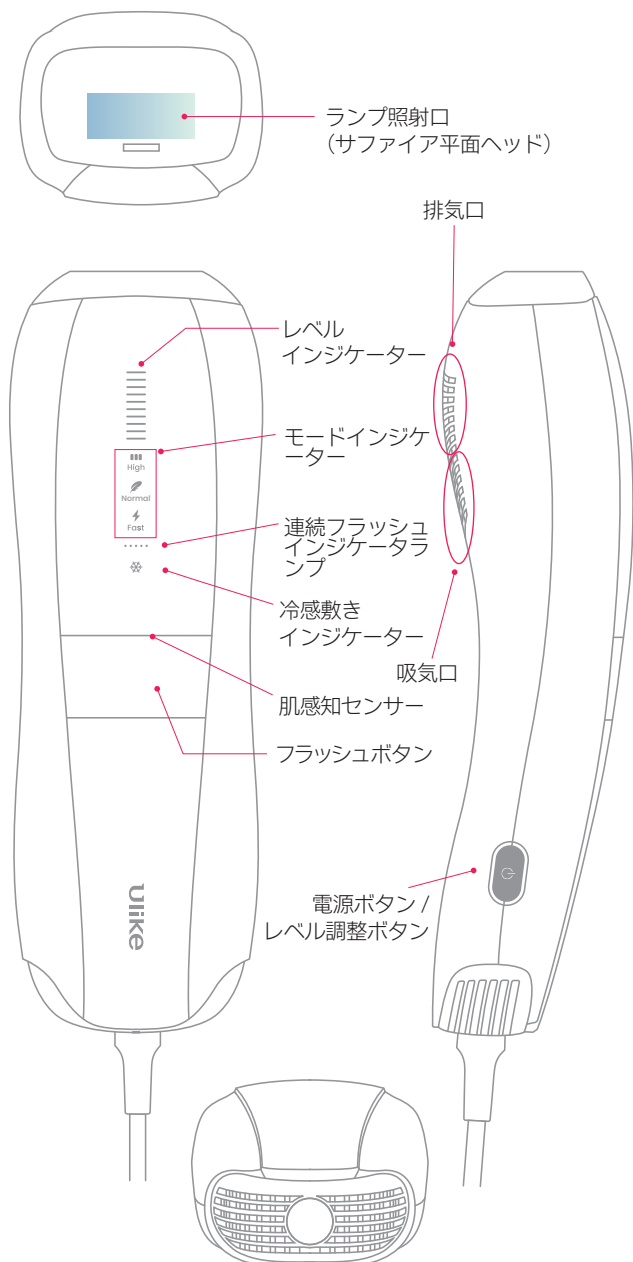 ランプ照射口
（サファイア平面ヘッド）
排気口
レベル
インジケーター
モードインジケ
ーター
High
Normal
Fast
連続フラッシュ
インジケータラ
ンプ
冷感敷き
インジケーター
吸気口
肌感知センサー
フラッシュボタン
電源ボタン /
レベル調整ボタン
Ulike